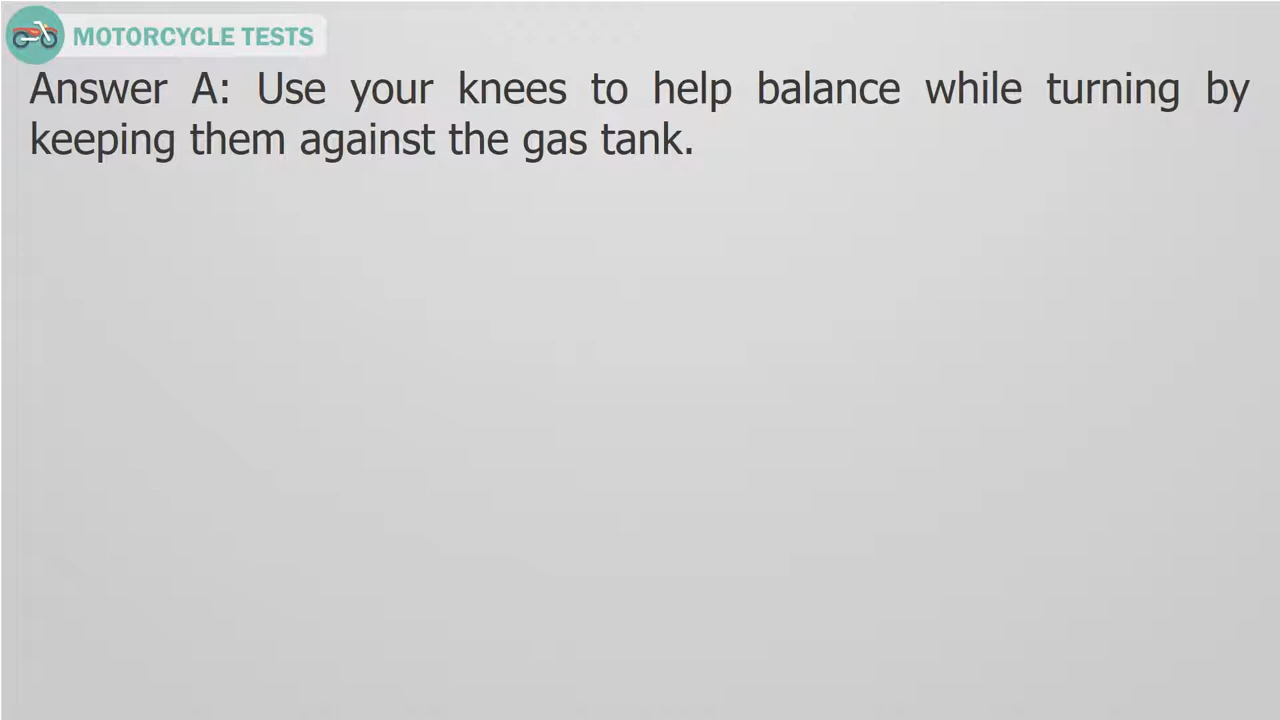 MOTORCYCLE TESTS
Answer A: Use your knees to help balance while turning by
keeping them against the gas tank.